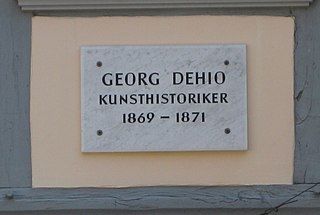 GEORG DEHIO
KUNSTHISTORIKER
1869 – 1871